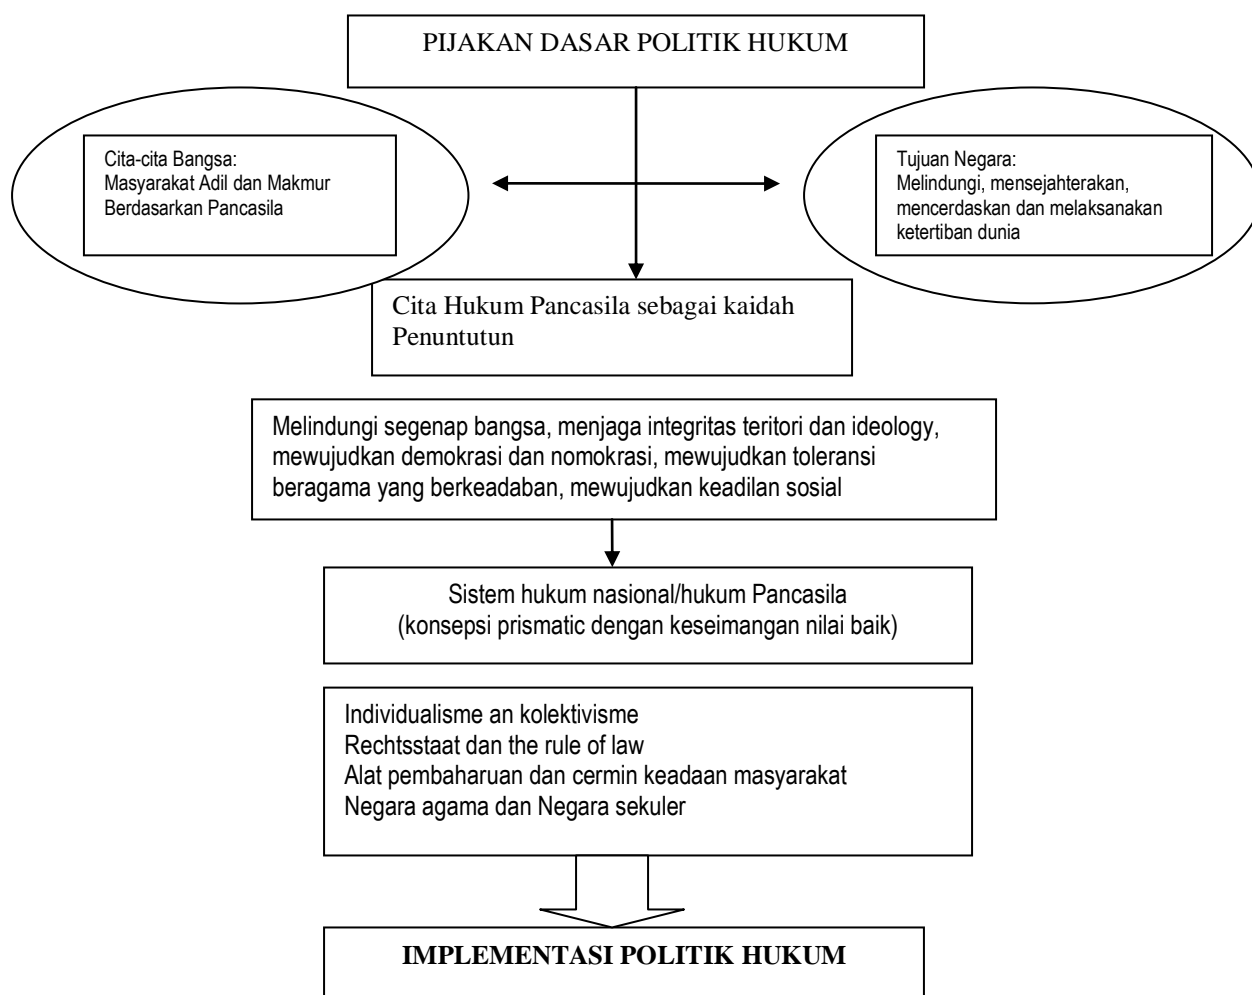 PIJAKAN DASAR POLITIK HUKUM
Cita-cita Bangsa:
Masyarakat Adil dan Makmur
Berdasarkan Pancasila
Tujuan Negara:
Melindungi, mensejahterakan,
mencerdaskan dan melaksanakan
ketertiban dunia
Cita Hukum Pancasila sebagai kaidah
Penuntutun
Melindungi segenap bangsa, menjaga integritas teritori dan ideology,
mewujudkan demokrasi dan nomokrasi, mewujudkan toleransi
beragama yang berkeadaban, mewujudkan keadilan sosial
Sistem hukum nasional/hukum Pancasila
(konsepsi prismatic dengan keseimangan nilai baik)
Individualisme an kolektivisme
Rechtsstaat dan the rule of law
Alat pembaharuan dan cermin keadaan masyarakat
Negara agama dan Negara sekuler
IMPLEMENTASI POLITIK HUKUM